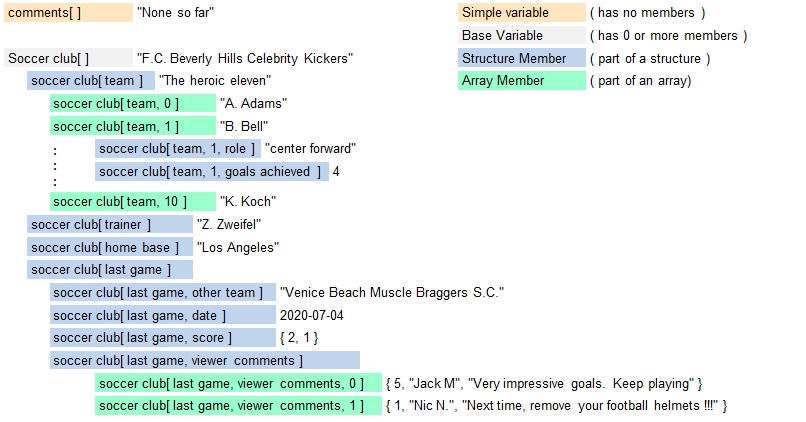 comments[ ] "None so far" Simple variable ( has no members )
Base Variable ( has 0 or more members )
Soccer club[ ] "F.C. Beverly Hills Celebrity Kickers" Structure Member ( part of a structure )
soccer club[ team ] "The heroic eleven" Array Member ( part of an array)
soccer club[ team, 0 ] "A. Adams"
soccer club[ team, 1 ] "B. Bell"
: soccer club[ team, 1, role ] "center forward"
: soccer club[ team, 1, goals achieved ] 4
:
soccer club[ team, 10 ] "K. Koch"
soccer club[ trainer ] "Z. Zweifel"
soccer club[ home base ] "Los Angeles"
soccer club[ last game ]
soccer club[ last game, other team ] "Venice Beach Muscle Braggers S.C."
soccer club[ last game, date ] 2020-07-04
soccer club[ last game, score ] { 2, 1 }
soccer club[ last game, viewer comments ]
soccer club[ last game, viewer comments, 0 ] { 5, "Jack M", "Very impressive goals. Keep playing" }
soccer club[ last game, viewer comments, 1 ] { 1, "Nic N.", "Next time, remove your football helmets !!!" }